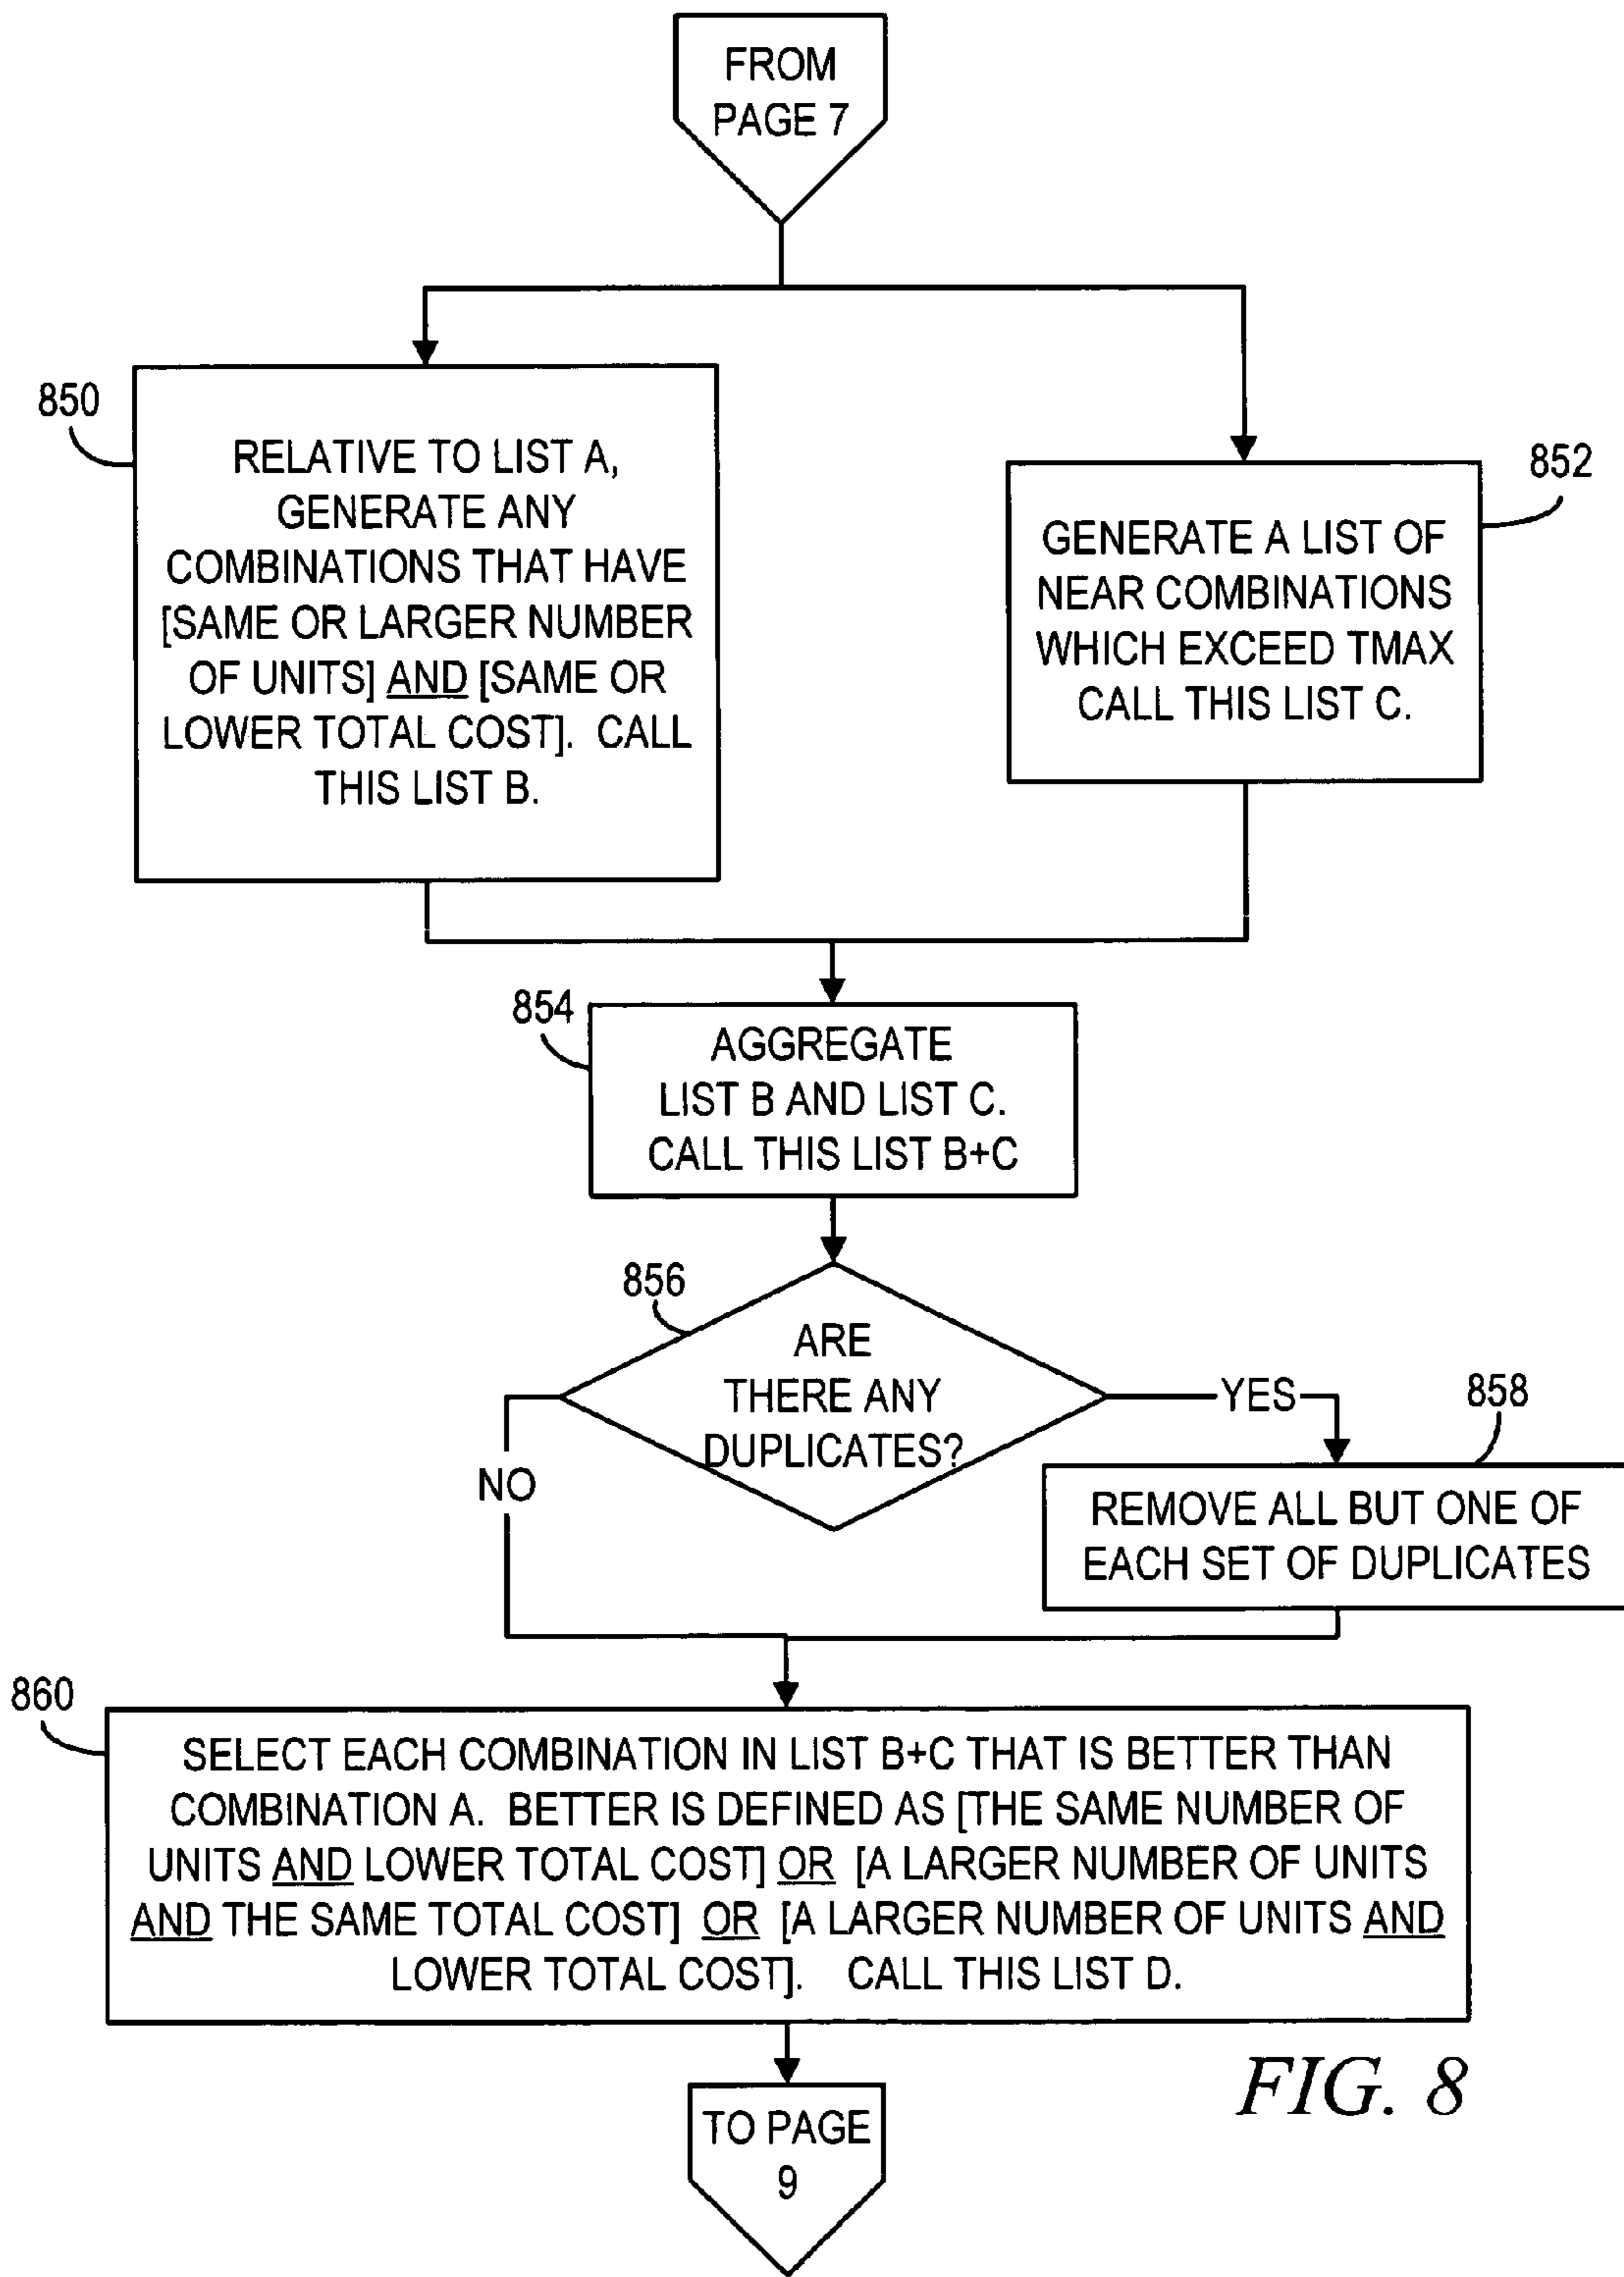 FROM
PAGE 7
850
RELATIVE TO LIST A,
GENERATE ANY
COMBINATIONS THAT HAVE
[SAME OR LARGER NUMBER
OF UNITS] AND [SAME OR
LOWER TOTAL COST]. CALL
THIS LIST B.
852
GENERATE A LIST OF
NEAR COMBINATIONS
WHICH EXCEED TMAX
CALL THIS LIST C.
854
AGGREGATE
LIST B AND LIST C.
CALL THIS LIST B+C
856
ARE
THERE ANY
DUPLICATES?
YES
NO
858
REMOVE ALL BUT ONE OF
EACH SET OF DUPLICATES
860
SELECT EACH COMBINATION IN LIST B+C THAT IS BETTER THAN
COMBINATION A. BETTER IS DEFINED AS [THE SAME NUMBER OF
UNITS AND LOWER TOTAL COST] OR [A LARGER NUMBER OF UNITS
AND THE SAME TOTAL COST] OR [A LARGER NUMBER OF UNITS AND
LOWER TOTAL COST]. CALL THIS LIST D.
TO PAGE
9
FIG. 8